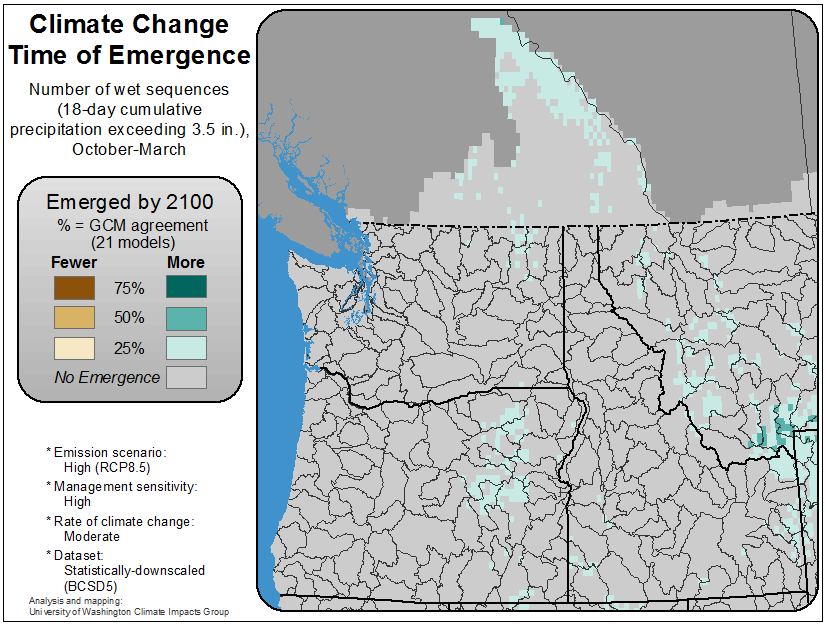 Climate Change
Time of Emergence
Number of wet sequences
(18-day cumulative
precipitation exceeding 3.5 in.),
October-March
Emerged by 2100
% = GCM agreement
(21 models)
Fewer More
75%
50%
25%
No Emergence
* Emission scenario:
High (RCP8.5)
* Management sensitivity:
High
* Rate of climate change:
Moderate
* Dataset:
Statistically-downscaled
(BCSD5)
Analysis and mapping:
University of Washington Climate Impacts Group